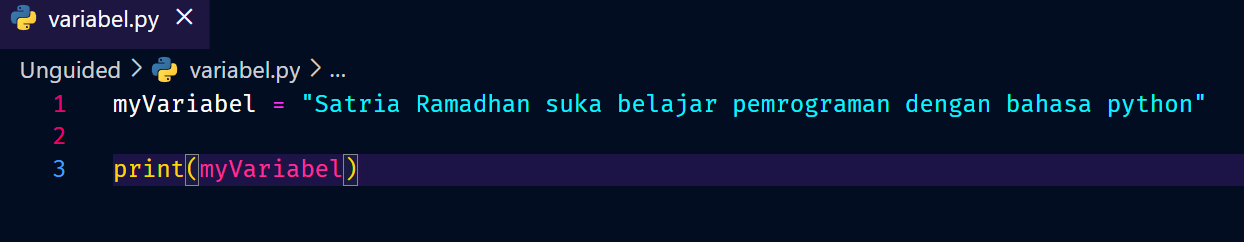 variabel.py ×
Unguided > variabel.py > ...
1 myVariabel = "Satria Ramadhan suka belajar pemrograman dengan bahasa python"
2
3 print(myVariabel)